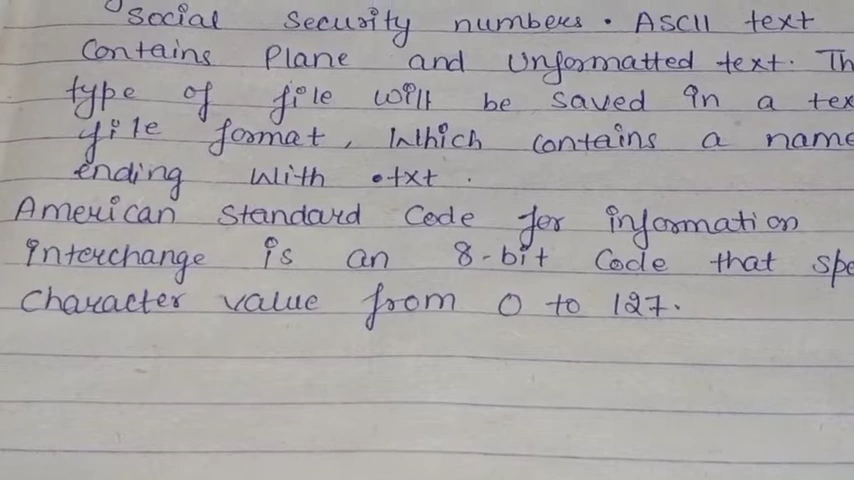 social security numbers. ASCII text
contains Plane and Unformatted text. Th
type of file will be saved in a tex
file format, Which contains a name
ending With .txt.
American Standard Code for information
interchange is an 8-bit Code that spe
character value from 0 to 127.